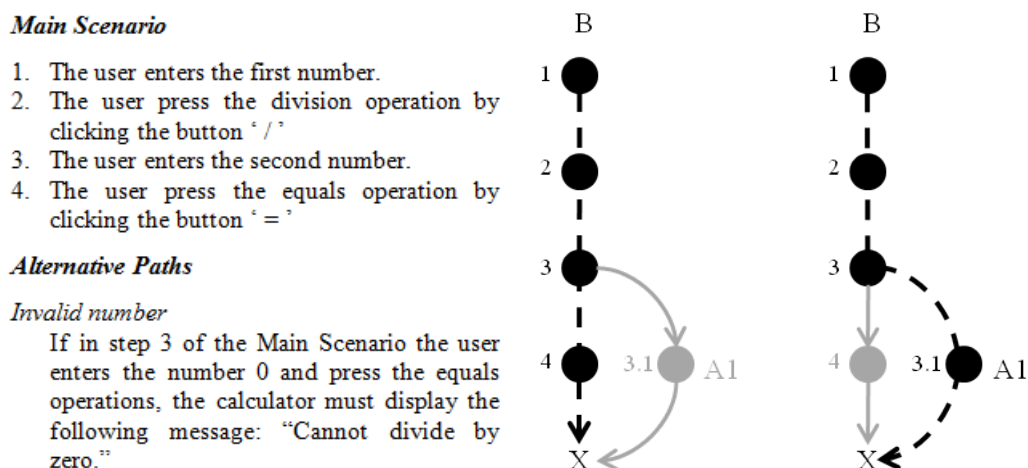 Main Scenario
1. The user enters the first number.
2. The user press the division operation by
clicking the button ‘ / ’
3. The user enters the second number.
4. The user press the equals operation by
clicking the button ‘ = ’
Alternative Paths
Invalid number
If in step 3 of the Main Scenario the user
enters the number 0 and press the equals
operations, the calculator must display the
following message: “Cannot divide by
zero.”
B
1
2
3
4
3.1
A1
X
B
1
2
3
4
3.1
A1
X